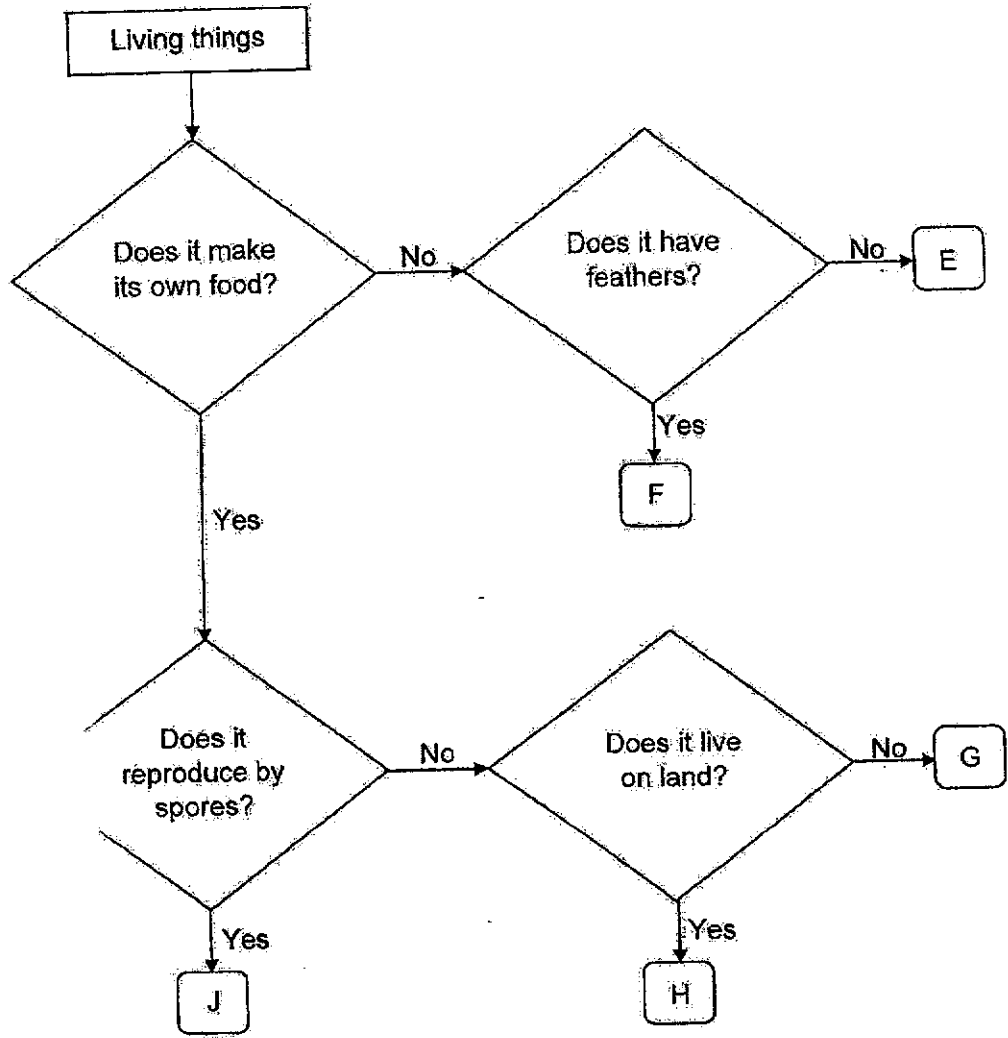 Living things
Does it make
its own food?
No
Does it have
feathers?
No
E
Yes
F
Yes
Does it
reproduce by
spores?
No
Does it live
on land?
No
G
Yes
J
Yes
H